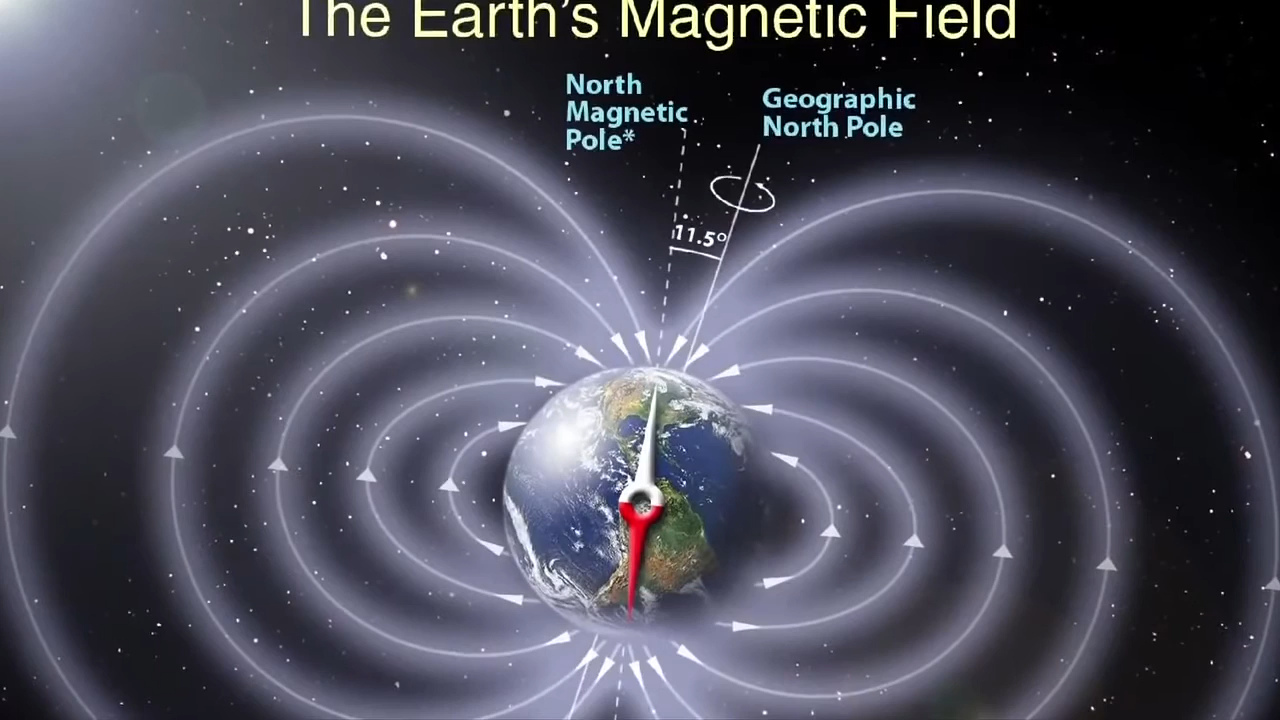 The Earth's Magnetic Field
North
Magnetic
Pole*
Geographic
North Pole
11.5°